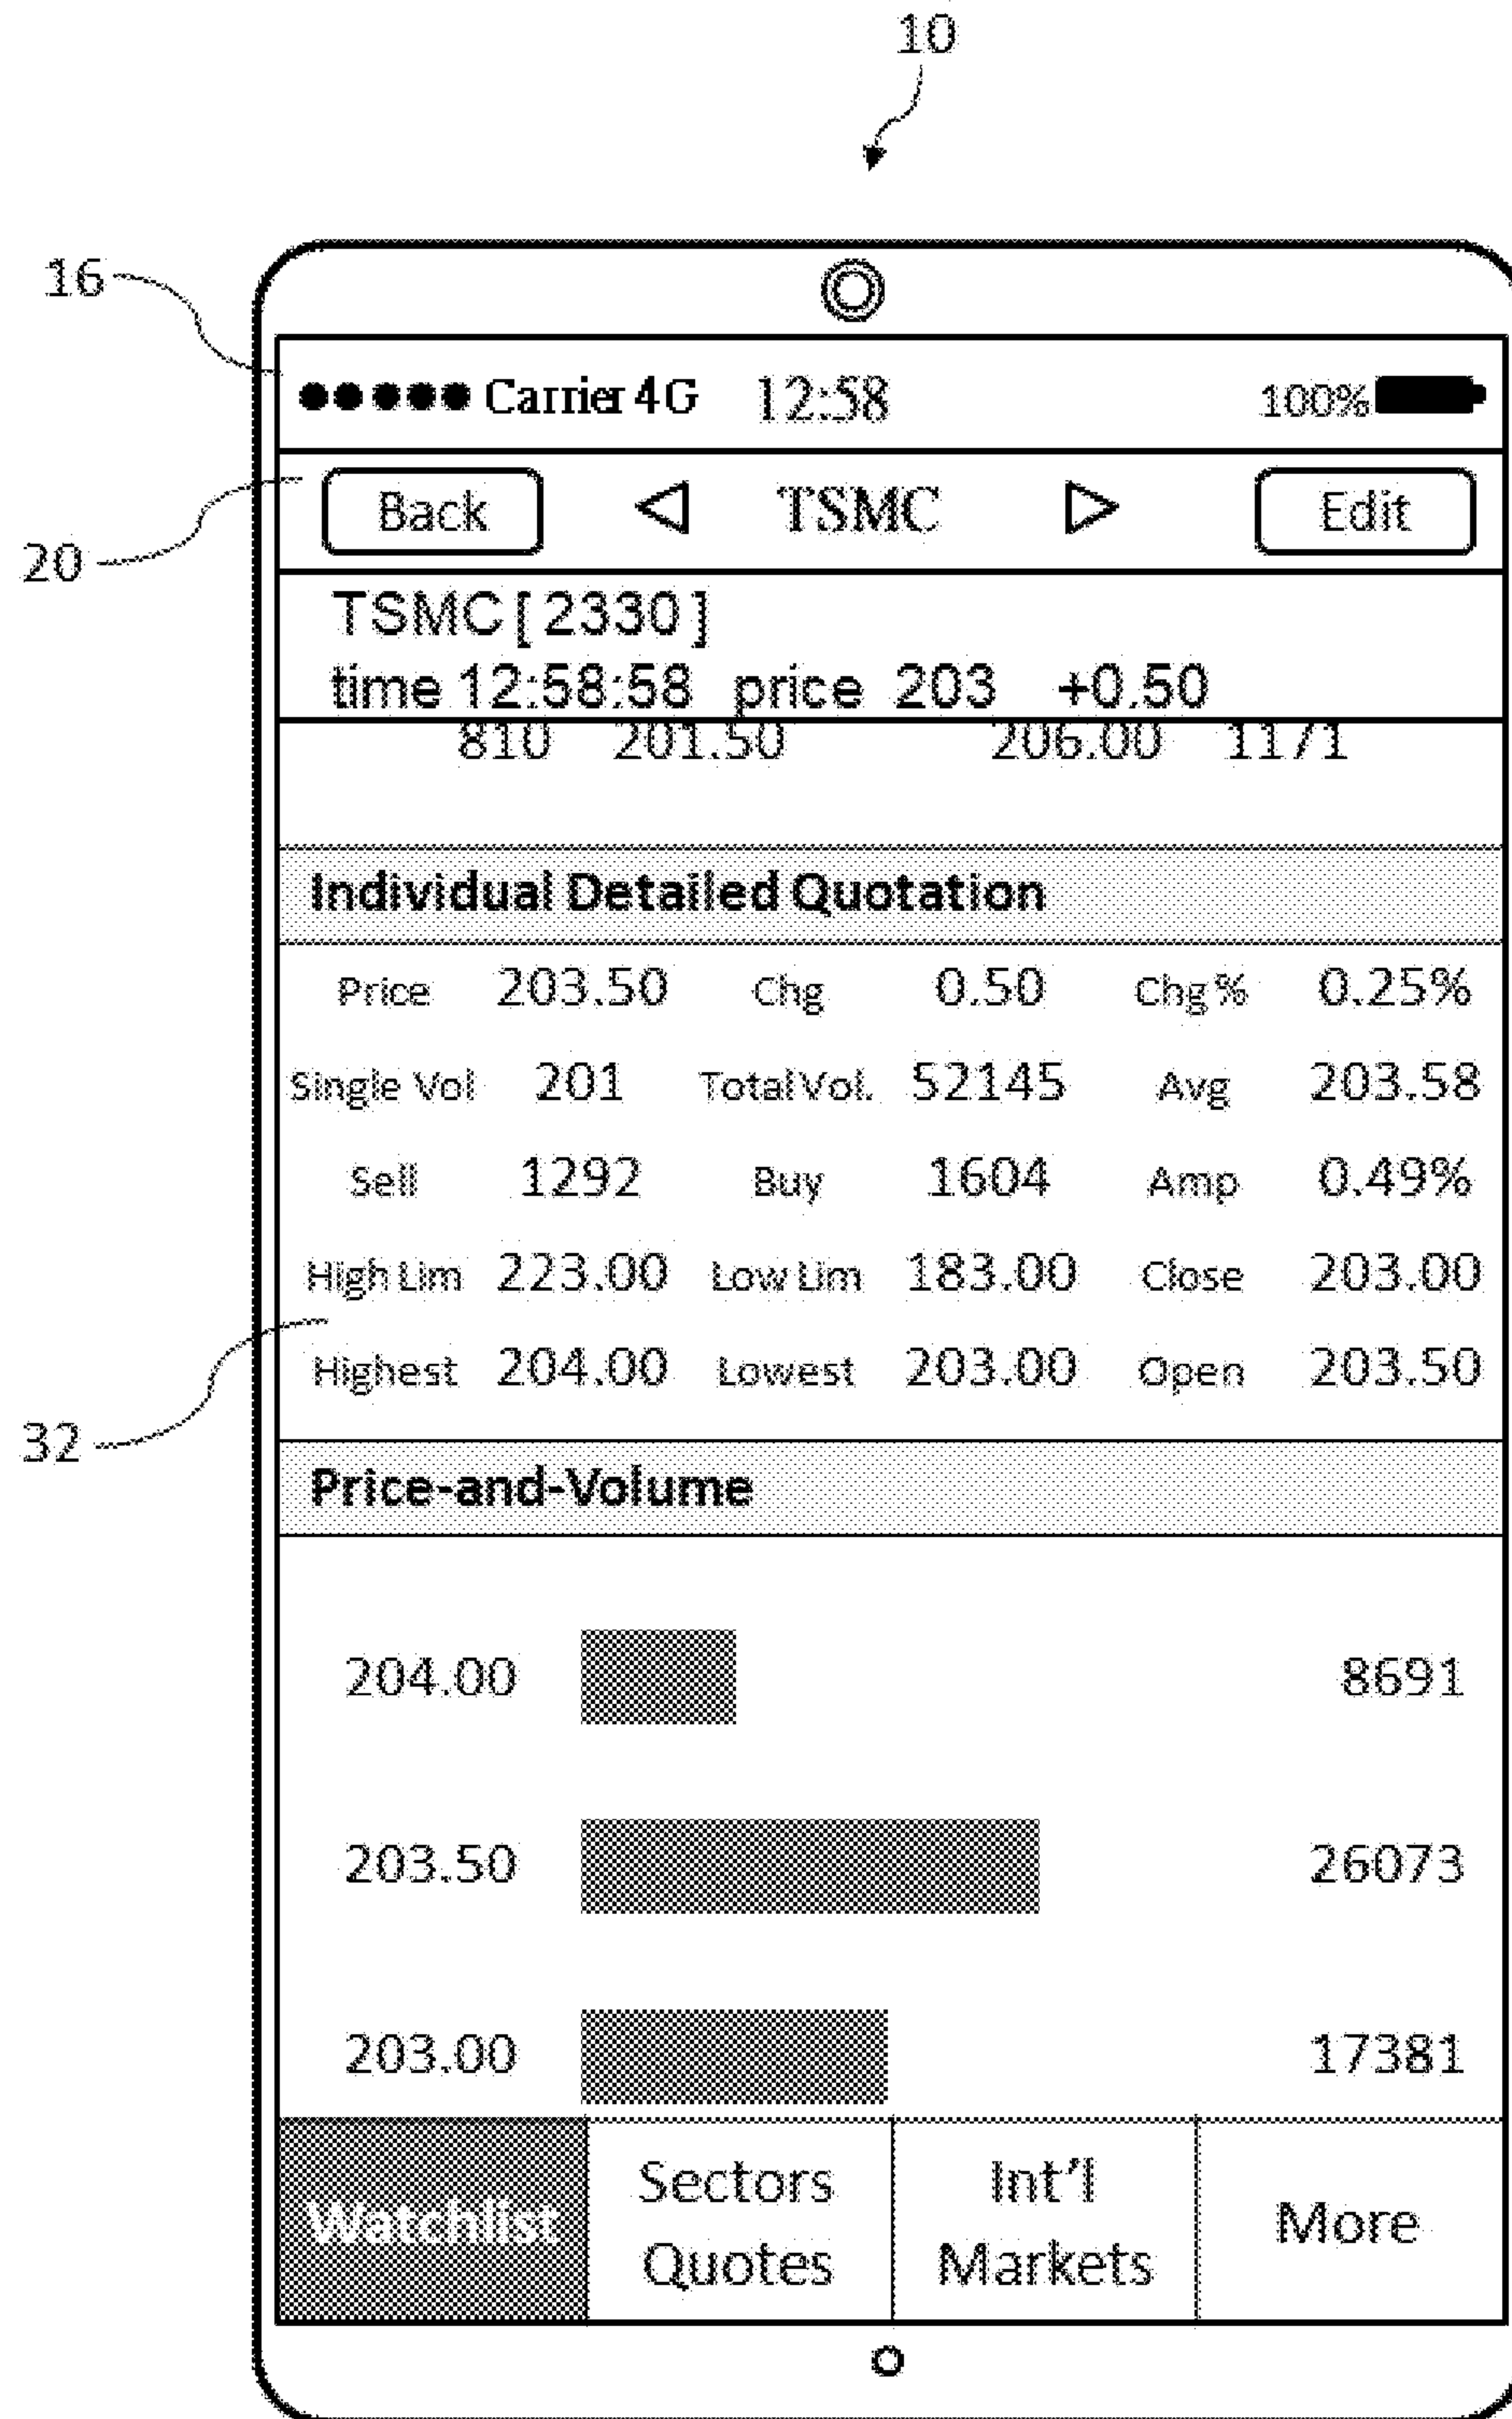 10
16
Carrier 4G 12:58 100%
20
Back TSMC Edit
TSMC [ 2330 ]
time 12:58:58 price 203 +0.50
810 201.50 206.00 1171
Individual Detailed Quotation
Price 203.50 Chg 0.50 Chg% 0.25%
Single Vol 201 TotalVol. 52145 Avg 203.58
Sell 1292 Buy 1604 Amp 0.49%
High Lim 223.00 Low Lim 183.00 Close 203.00
32
Highest 204.00 Lowest 203.00 Open 203.50
Price-and-Volume
204.00 8691
203.50 26073
203.00 17381
Watchlist
Sectors
Quotes
Int'l
Markets
More